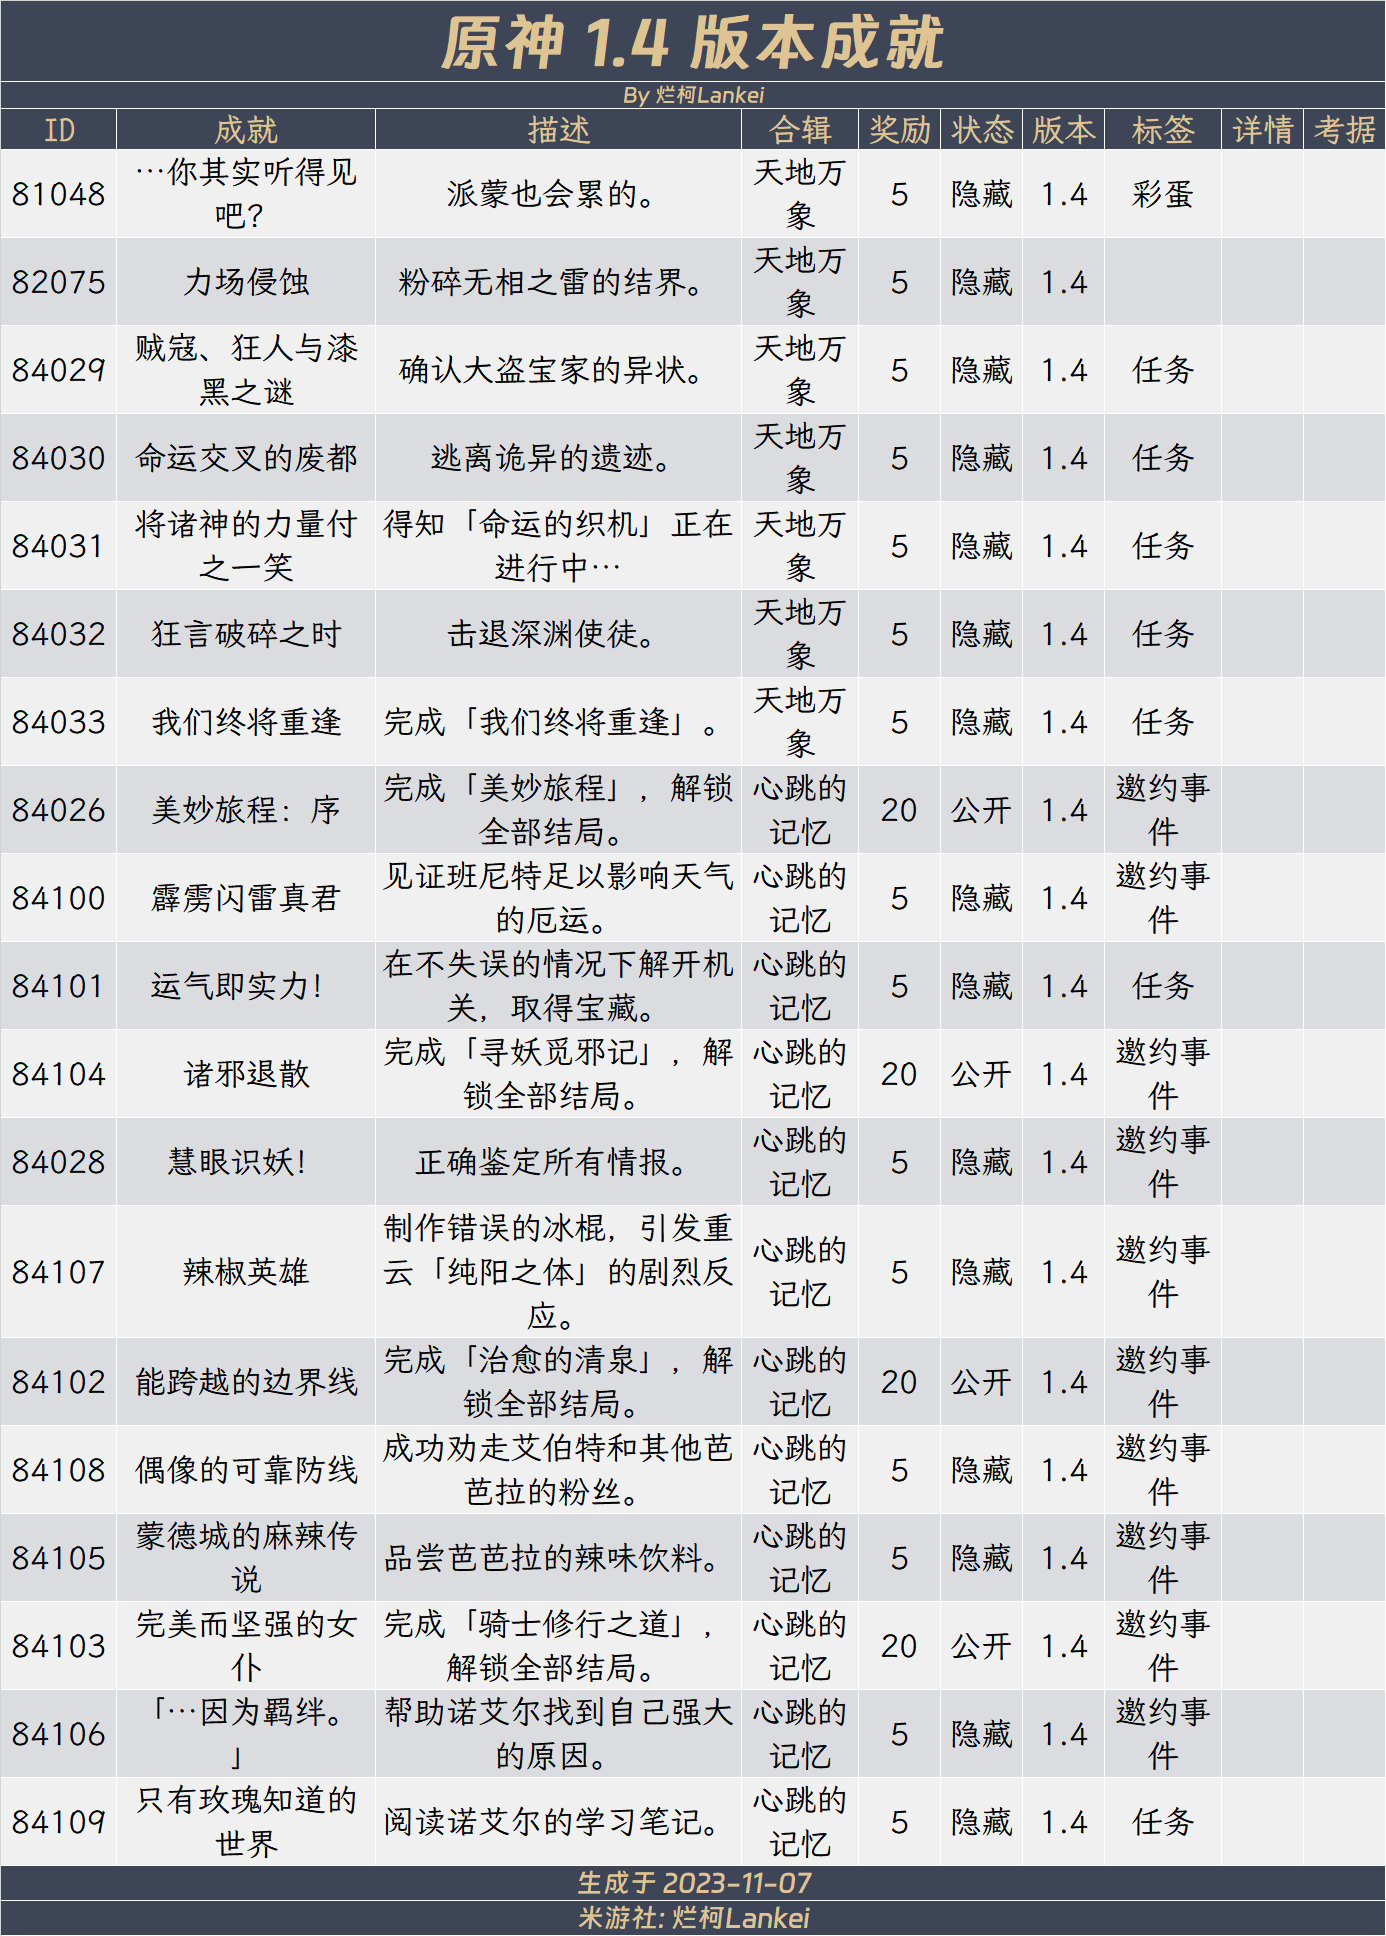 原神 1.4 版本成就
By 烂柯Lankei
ID 成就 描述 合辑 奖励 状态 版本 标签 详情 考据
81048 …你其实听得见吧？ 派蒙也会累的。 天地万象 5 隐藏 1.4 彩蛋
82075 力场侵蚀 粉碎无相之雷的结界。 天地万象 5 隐藏 1.4
84029 贼寇、狂人与漆黑之谜 确认大盗宝家的异状。 天地万象 5 隐藏 1.4 任务
84030 命运交叉的废都 逃离诡异的遗迹。 天地万象 5 隐藏 1.4 任务
84031 将诸神的力量付之一笑 得知「命运的织机」正在进行中… 天地万象 5 隐藏 1.4 任务
84032 狂言破碎之时 击退深渊使徒。 天地万象 5 隐藏 1.4 任务
84033 我们终将重逢 完成「我们终将重逢」。 天地万象 5 隐藏 1.4 任务
84026 美妙旅程：序 完成「美妙旅程」，解锁全部结局。 心跳的记忆 20 公开 1.4 邀约事件
84100 霹雳闪雷真君 见证班尼特足以影响天气的厄运。 心跳的记忆 5 隐藏 1.4 邀约事件
84101 运气即实力！ 在不失误的情况下解开机关，取得宝藏。 心跳的记忆 5 隐藏 1.4 任务
84104 诸邪退散 完成「寻妖觅邪记」，解锁全部结局。 心跳的记忆 20 公开 1.4 邀约事件
84028 慧眼识妖！ 正确鉴定所有情报。 心跳的记忆 5 隐藏 1.4 邀约事件
84107 辣椒英雄 制作错误的冰棍，引发重云「纯阳之体」的剧烈反应。 心跳的记忆 5 隐藏 1.4 邀约事件
84102 能跨越的边界线 完成「治愈的清泉」，解锁全部结局。 心跳的记忆 20 公开 1.4 邀约事件
84108 偶像的可靠防线 成功劝走艾伯特和其他芭芭拉的粉丝。 心跳的记忆 5 隐藏 1.4 邀约事件
84105 蒙德城的麻辣传说 品尝芭芭拉的辣味饮料。 心跳的记忆 5 隐藏 1.4 邀约事件
84103 完美而坚强的女仆 完成「骑士修行之道」，解锁全部结局。 心跳的记忆 20 公开 1.4 邀约事件
84106 「…因为羁绊。」 帮助诺艾尔找到自己强大的原因。 心跳的记忆 5 隐藏 1.4 邀约事件
84109 只有玫瑰知道的世界 阅读诺艾尔的学习笔记。 心跳的记忆 5 隐藏 1.4 任务
生成于 2023-11-07
米游社: 烂柯Lankei